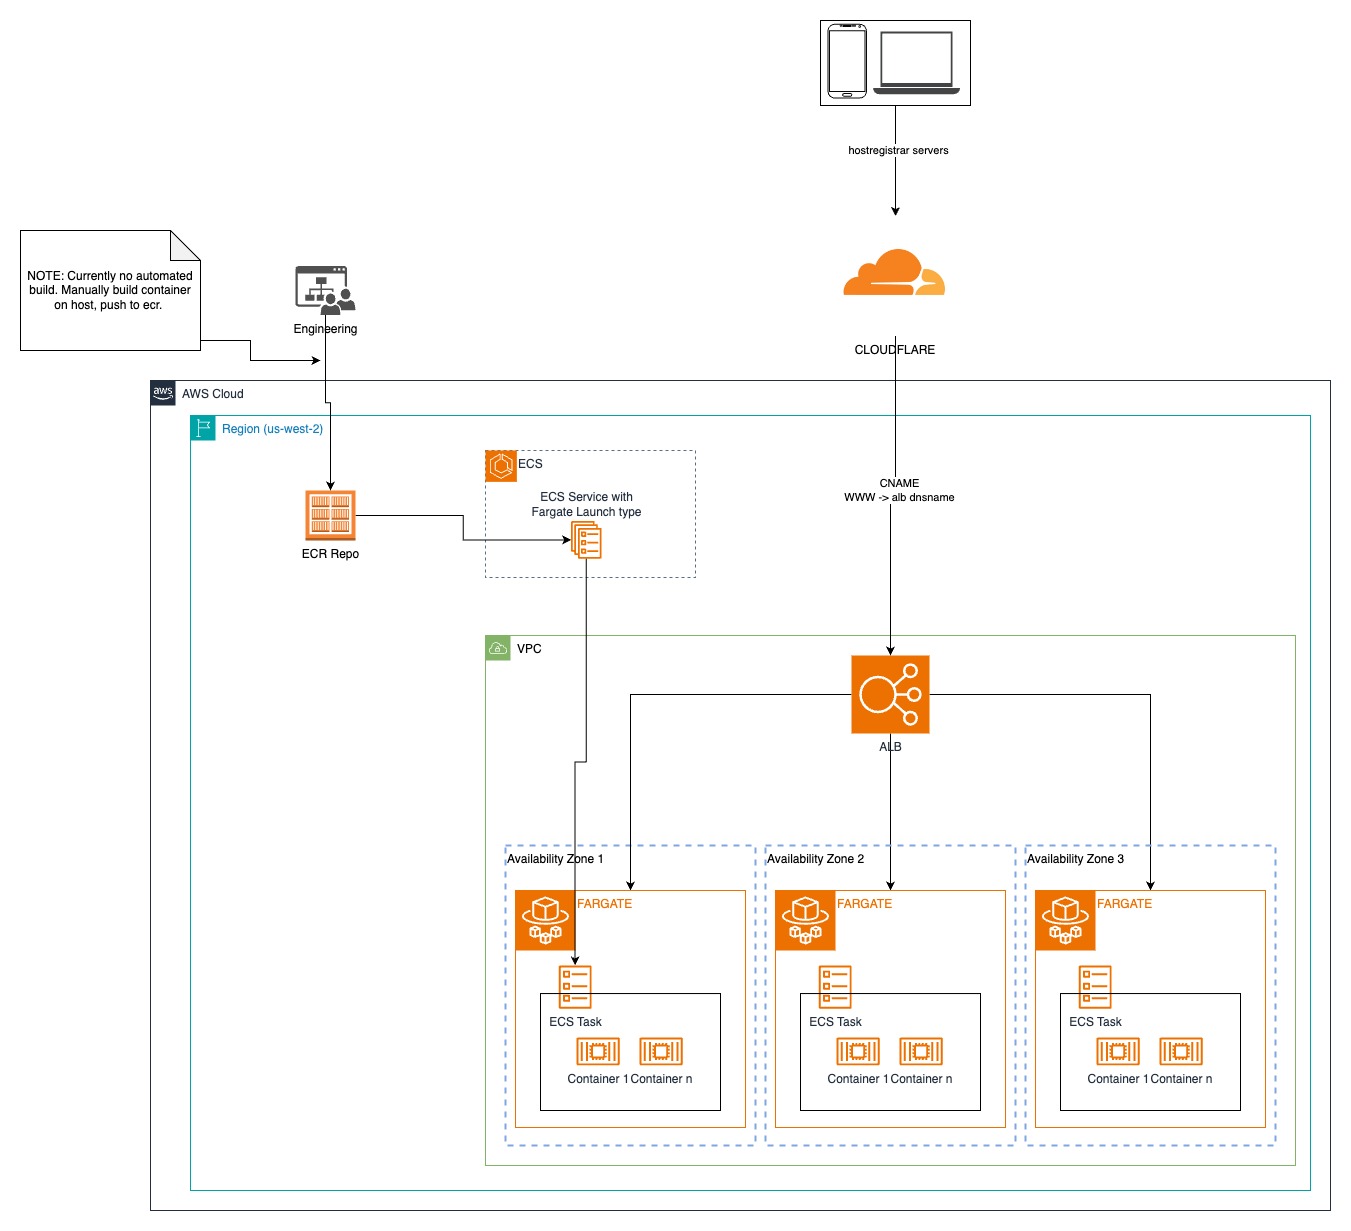 hostregistrar servers
NOTE: Currently no automated
build. Manually build container
on host, push to ecr.
Engineering
CLOUDFLARE
aws
AWS Cloud
Region (us-west-2)
ECS
ECS Service with
Fargate Launch type
CNAME
WWW -> alb dnsname
ECR Repo
VPC
ALB
Availability Zone 1
Availability Zone 2
Availability Zone 3
FARGATE
FARGATE
FARGATE
ECS Task
ECS Task
ECS Task
Container 1 Container n
Container 1 Container n
Container 1 Container n